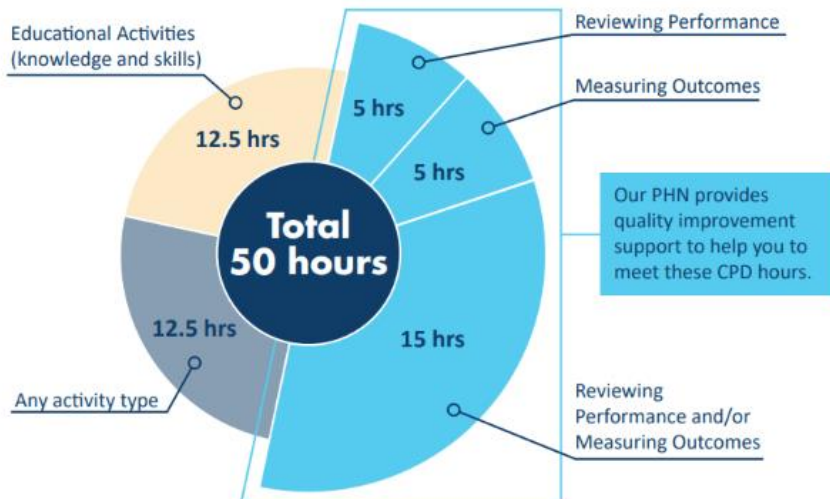 Educational Activities
(knowledge and skills)
12.5 hrs
Reviewing Performance
5 hrs
Measuring Outcomes
5 hrs
Total
50 hours
Our PHN provides
quality improvement
support to help you to
meet these CPD hours.
12.5 hrs
15 hrs
Any activity type
Reviewing
Performance and/or
Measuring Outcomes